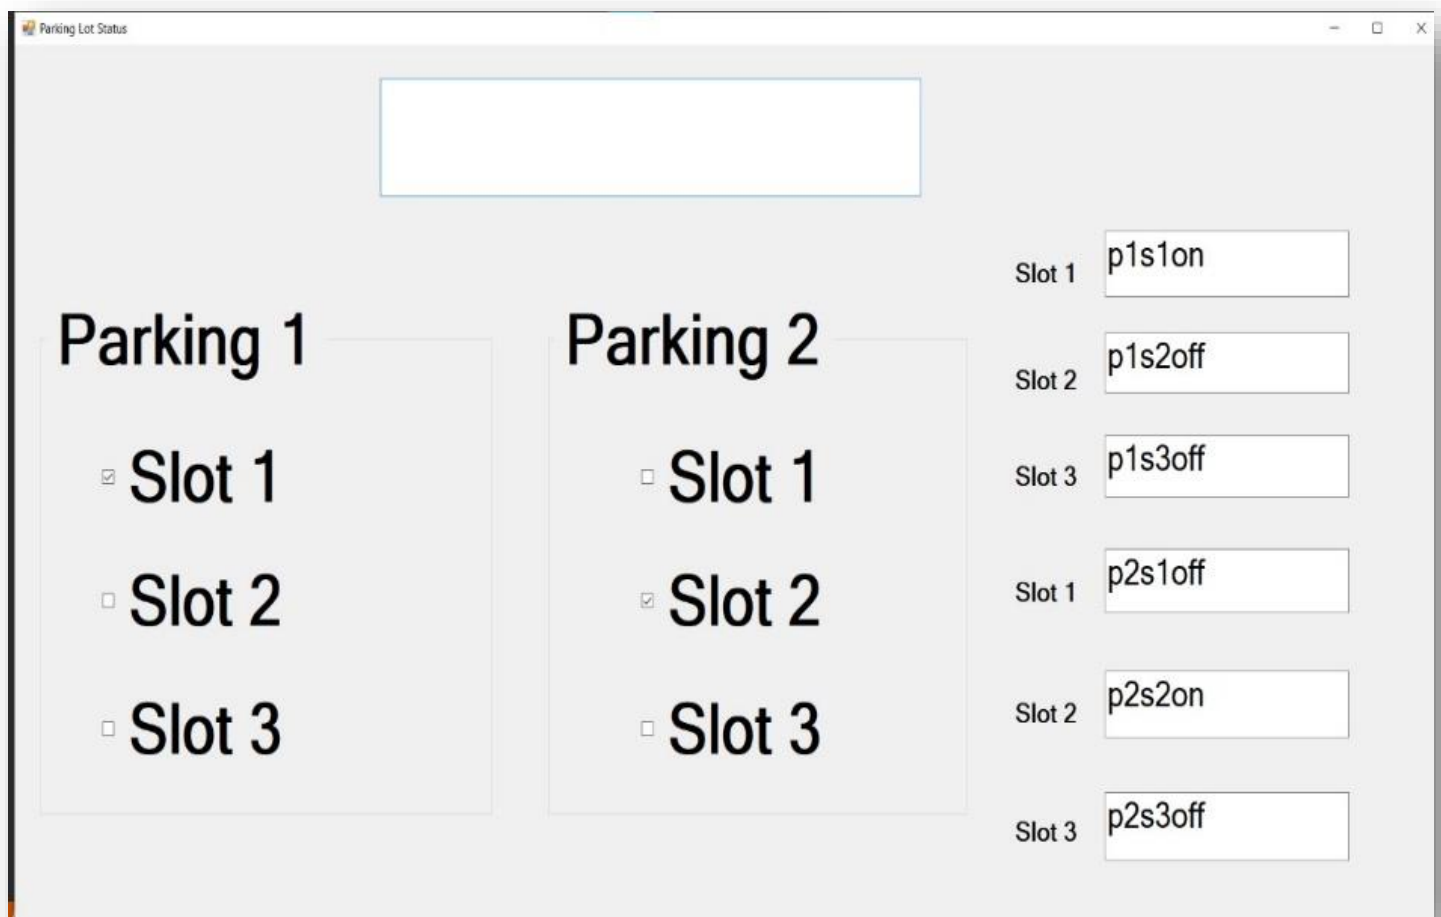 Parking Lot Status
Parking 1
Slot 1
Slot 2
Slot 3
Parking 2
Slot 1
Slot 2
Slot 3
Slot 1 p1s1on
Slot 2 p1s2off
Slot 3 p1s3off
Slot 1 p2s1off
Slot 2 p2s2on
Slot 3 p2s3off